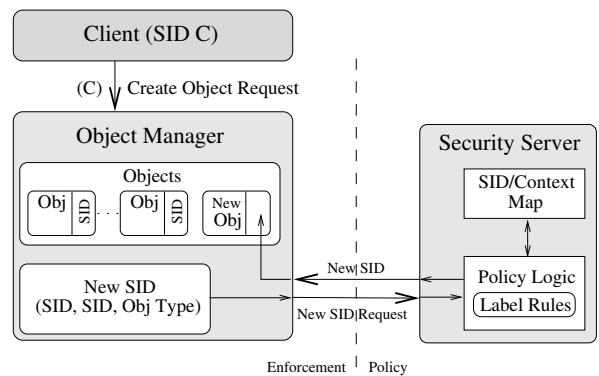 Client (SID C)
(C) Create Object Request
Object Manager
Objects
Obj SID . . . Obj SID New Obj
New SID
(SID, SID, Obj Type)
New SID
New SID Request
Security Server
SID/Context
Map
Policy Logic
Label Rules
Enforcement Policy